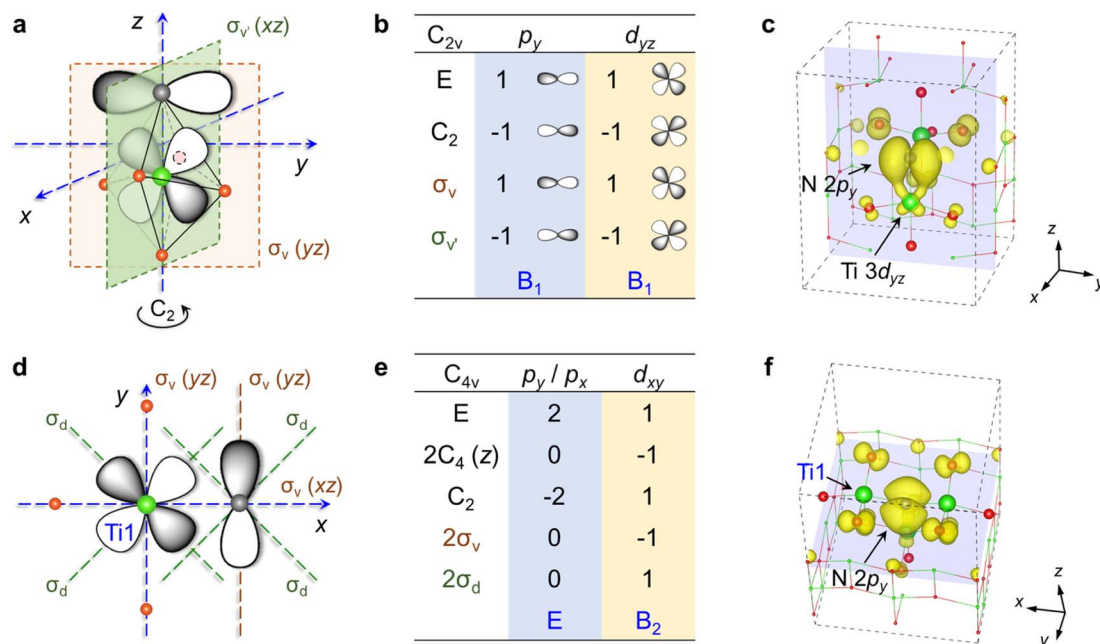 a
z
σv'(xz)
y
x
σv (yz)
C2
b
C2v py dyz
E 1 1
C2 -1 -1
σv 1 1
σv' -1 -1
B1 B1
c
N 2py
Ti 3dyz
z
y
x
d
σv (yz) σv (yz)
y
σd σd
σv (xz)
x
Ti1
σd σd
e
C4v py / px dxy
E 2 1
2C4 (z) 0 -1
C2 -2 1
2σv 0 -1
2σd 0 1
E B2
f
Ti1
N 2py
z
x
y